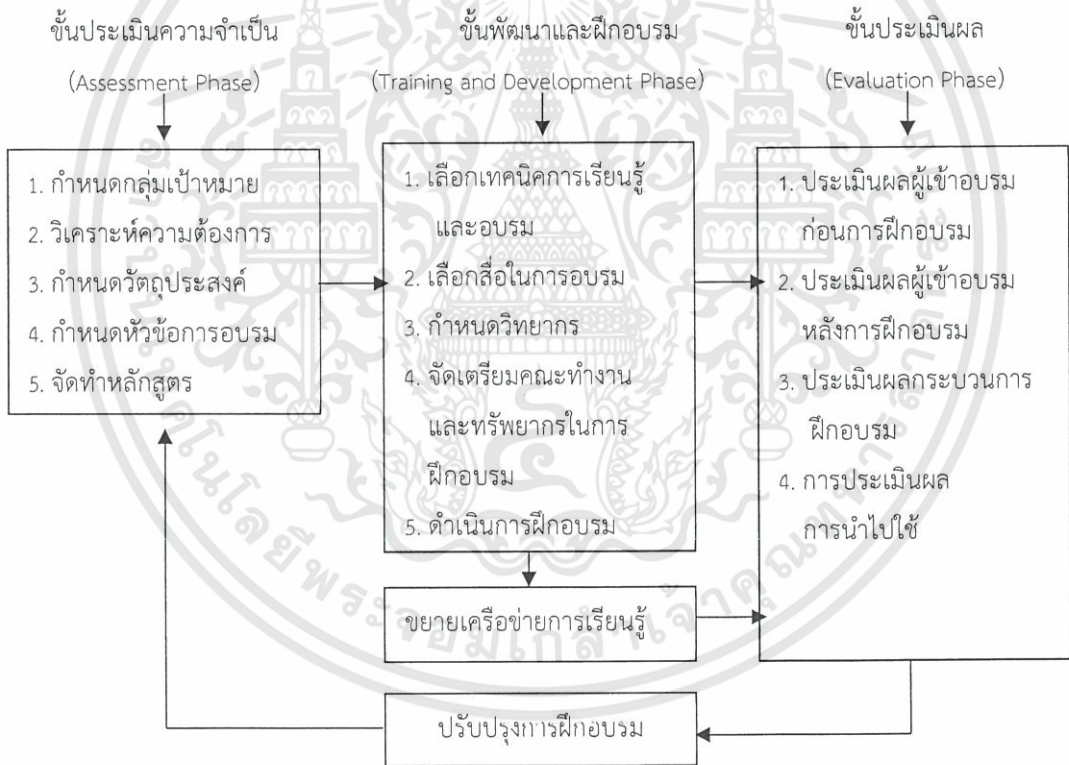 ขั้นประเมินความจำเป็น
(Assessment Phase)
1. กำหนดกลุ่มเป้าหมาย
2. วิเคราะห์ความต้องการ
3. กำหนดวัตถุประสงค์
4. กำหนดหัวข้อการอบรม
5. จัดทำหลักสูตร
ขั้นพัฒนาและฝึกอบรม
(Training and Development Phase)
1. เลือกเทคนิคการเรียนรู้
และอบรม
2. เลือกสื่อในการอบรม
3. กำหนดวิทยากร
4. จัดเตรียมคณะทำงาน
และทรัพยากรในการ
ฝึกอบรม
5. ดำเนินการฝึกอบรม
ขยายเครือข่ายการเรียนรู้
ปรับปรุงการฝึกอบรม
ขั้นประเมินผล
(Evaluation Phase)
1. ประเมินผลผู้เข้าอบรม
ก่อนการฝึกอบรม
2. ประเมินผลผู้เข้าอบรม
หลังการฝึกอบรม
3. ประเมินผลกระบวนการ
ฝึกอบรม
4. การประเมินผล
การนำไปใช้